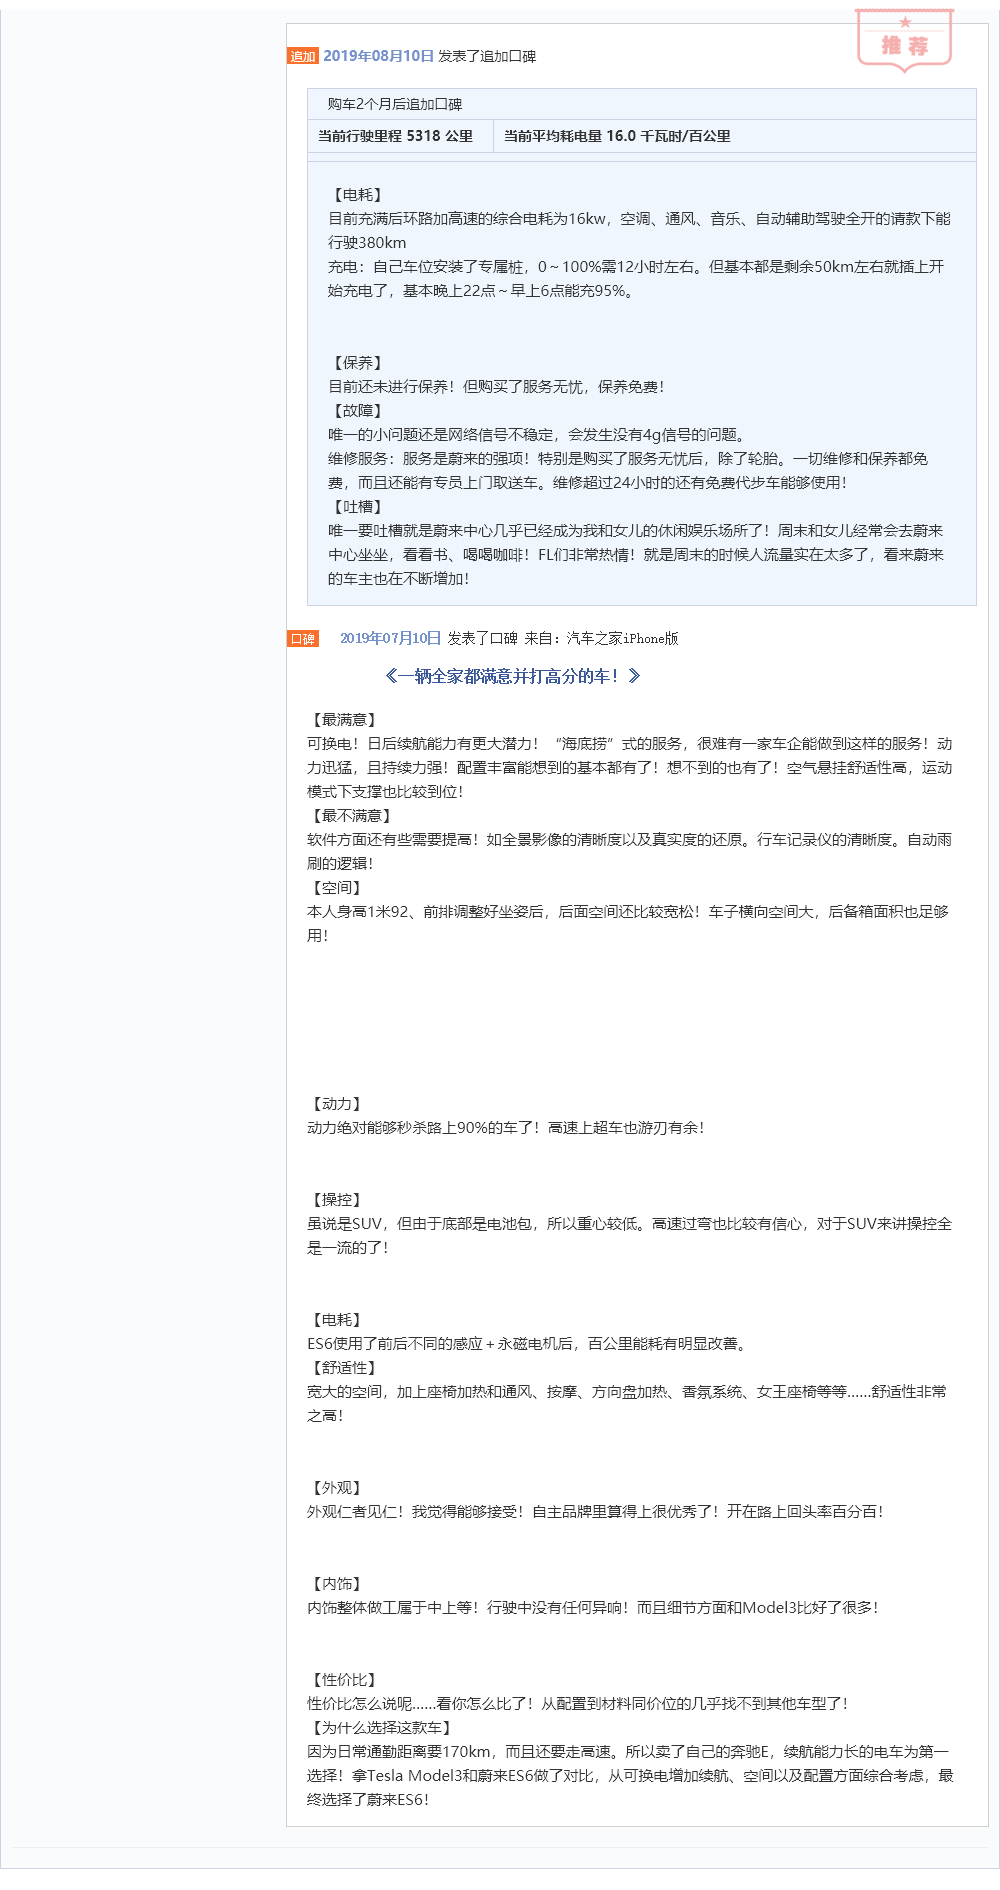 推荐
追加 2019年08月10日 发表了追加口碑
购车2个月后追加口碑
当前行驶里程 5318 公里 当前平均耗电量 16.0 千瓦时/百公里
【电耗】
目前充满后环路加高速的综合电耗为16kw，空调、通风、音乐、自动辅助驾驶全开的请款下能
行驶380km
充电：自己车位安装了专属桩，0～100%需12小时左右。但基本都是剩余50km左右就插上开
始充电了，基本晚上22点～早上6点能充95%。
【保养】
目前还未进行保养！但购买了服务无忧，保养免费！
【故障】
唯一的小问题还是网络信号不稳定，会发生没有4g信号的问题。
维修服务：服务是蔚来的强项！特别是购买了服务无忧后，除了轮胎。一切维修和保养都免
费，而且还能有专员上门取送车。维修超过24小时的还有免费代步车能够使用！
【吐槽】
唯一要吐槽就是蔚来中心几乎已经成为我和女儿的休闲娱乐场所了！周末和女儿经常会去蔚来
中心坐坐，看看书、喝喝咖啡！FL们非常热情！就是周末的时候人流量实在太多了，看来蔚来
的车主也在不断增加！
口碑 2019年07月10日 发表了口碑 来自：汽车之家iPhone版
《一辆全家都满意并打高分的车！》
【最满意】
可换电！日后续航能力有更大潜力！“海底捞”式的服务，很难有一家车企能做到这样的服务！动
力迅猛，且持续力强！配置丰富能想到的基本都有了！想不到的也有了！空气悬挂舒适性高，运动
模式下支撑也比较到位！
【最不满意】
软件方面还有些需要提高！如全景影像的清晰度以及真实度的还原。行车记录仪的清晰度。自动雨
刷的逻辑！
【空间】
本人身高1米92、前排调整好坐姿后，后面空间还比较宽松！车子横向空间大，后备箱面积也足够
用！
【动力】
动力绝对能够秒杀路上90%的车了！高速上超车也游刃有余！
【操控】
虽说是SUV，但由于底部是电池包，所以重心较低。高速过弯也比较有信心，对于SUV来讲操控全
是一流的了！
【电耗】
ES6使用了前后不同的感应＋永磁电机后，百公里能耗有明显改善。
【舒适性】
宽大的空间，加上座椅加热和通风、按摩、方向盘加热、香氛系统、女王座椅等等……舒适性非常
之高！
【外观】
外观仁者见仁！我觉得能够接受！自主品牌里算得上很优秀了！开在路上回头率百分百！
【内饰】
内饰整体做工属于中上等！行驶中没有任何异响！而且细节方面和Model3比好了很多！
【性价比】
性价比怎么说呢……看你怎么比了！从配置到材料同价位的几乎找不到其他车型了！
【为什么选择这款车】
因为日常通勤距离要170km，而且还要走高速。所以卖了自己的奔驰E，续航能力长的电车为第一
选择！拿Tesla Model3和蔚来ES6做了对比，从可换电增加续航、空间以及配置方面综合考虑，最
终选择了蔚来ES6！